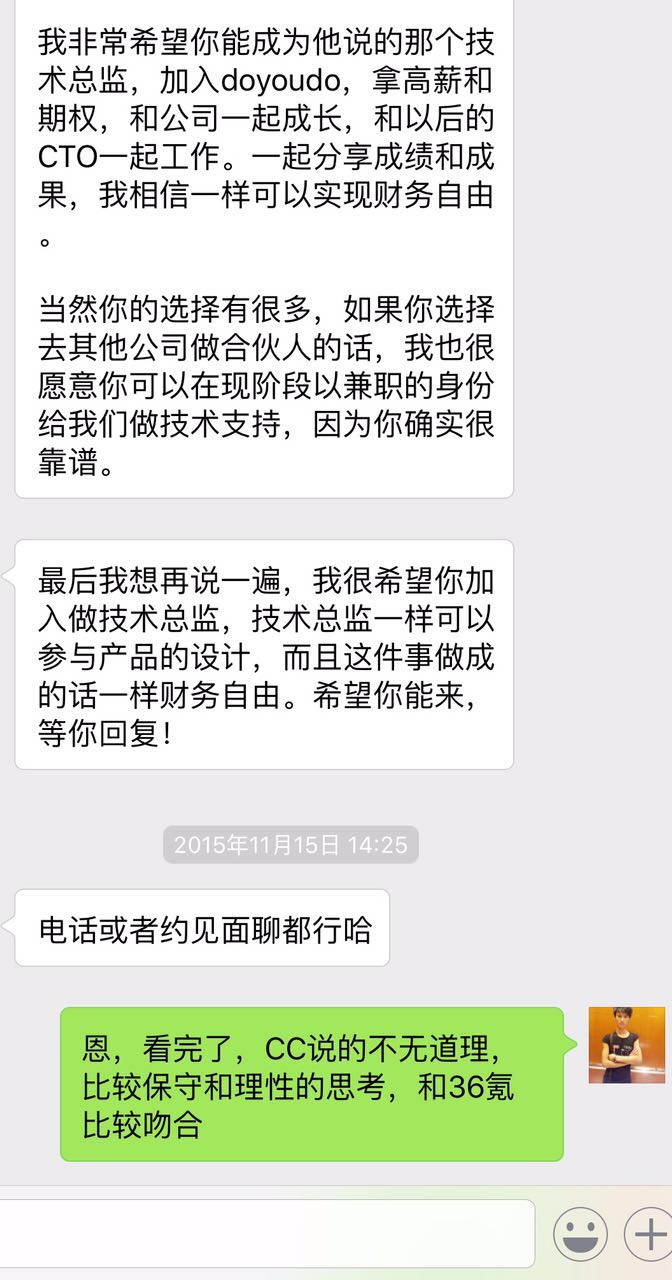 我非常希望你能成为他说的那个技
术总监，加入doyoudo，拿高薪和
期权，和公司一起成长，和以后的
CTO一起工作。一起分享成绩和成
果，我相信一样可以实现财务自由
。
当然你的选择有很多，如果你选择
去其他公司做合伙人的话，我也很
愿意你可以在现阶段以兼职的身份
给我们做技术支持，因为你确实很
靠谱。
最后我想再说一遍，我很希望你加
入做技术总监，技术总监一样可以
参与产品的设计，而且这件事做成
的话一样财务自由。希望你能来，
等你回复！
2015年11月15日 14:25
电话或者约见面聊都行哈
恩，看完了，CC说的不无道理，
比较保守和理性的思考，和36氪
比较吻合